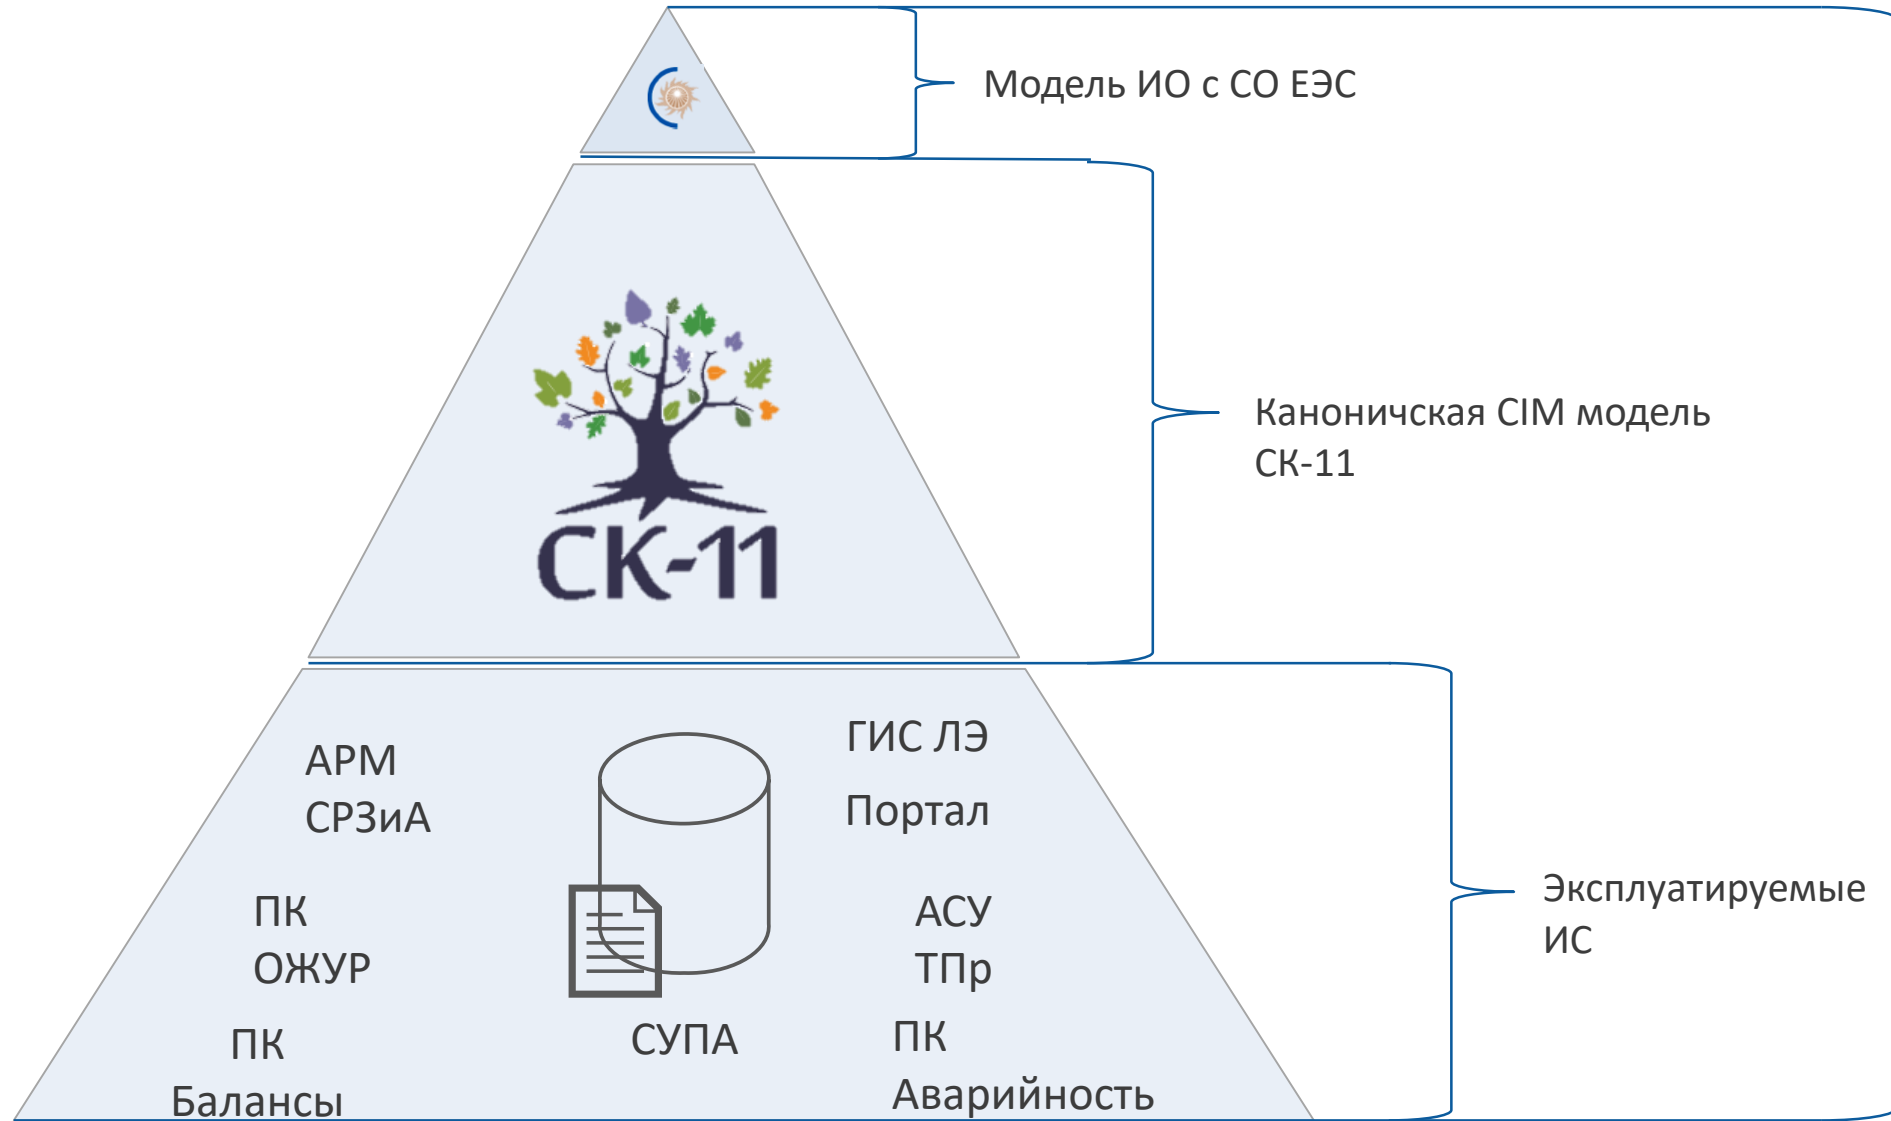 Модель ИО с СО ЕЭС
Каноничская CIM модель
СК-11
СК-11
АРМ
СРЗиА
ГИС ЛЭ
Портал
ПК
ОЖУР
АСУ
ТПр
Эксплуатируемые
ИС
ПК
Балансы
СУПА
ПК
Аварийность